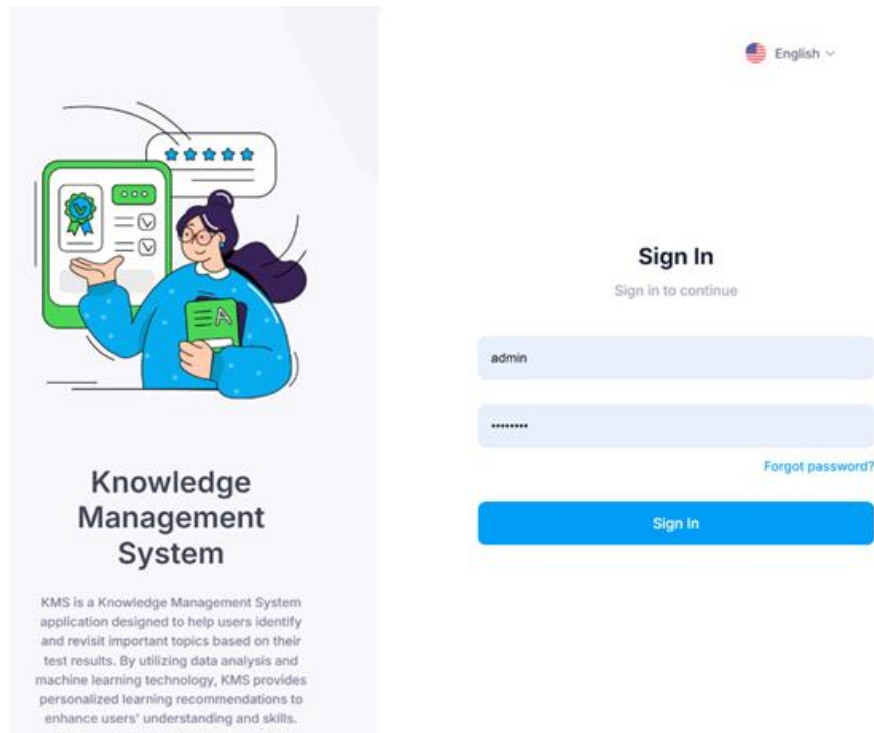 English
Knowledge
Management
System
KMS is a Knowledge Management System
application designed to help users identify
and revisit important topics based on their
test results. By utilizing data analysis and
machine learning technology, KMS provides
personalized learning recommendations to
enhance users' understanding and skills.
A
Sign In
Sign in to continue
admin
••••••••
Forgot password?
Sign In